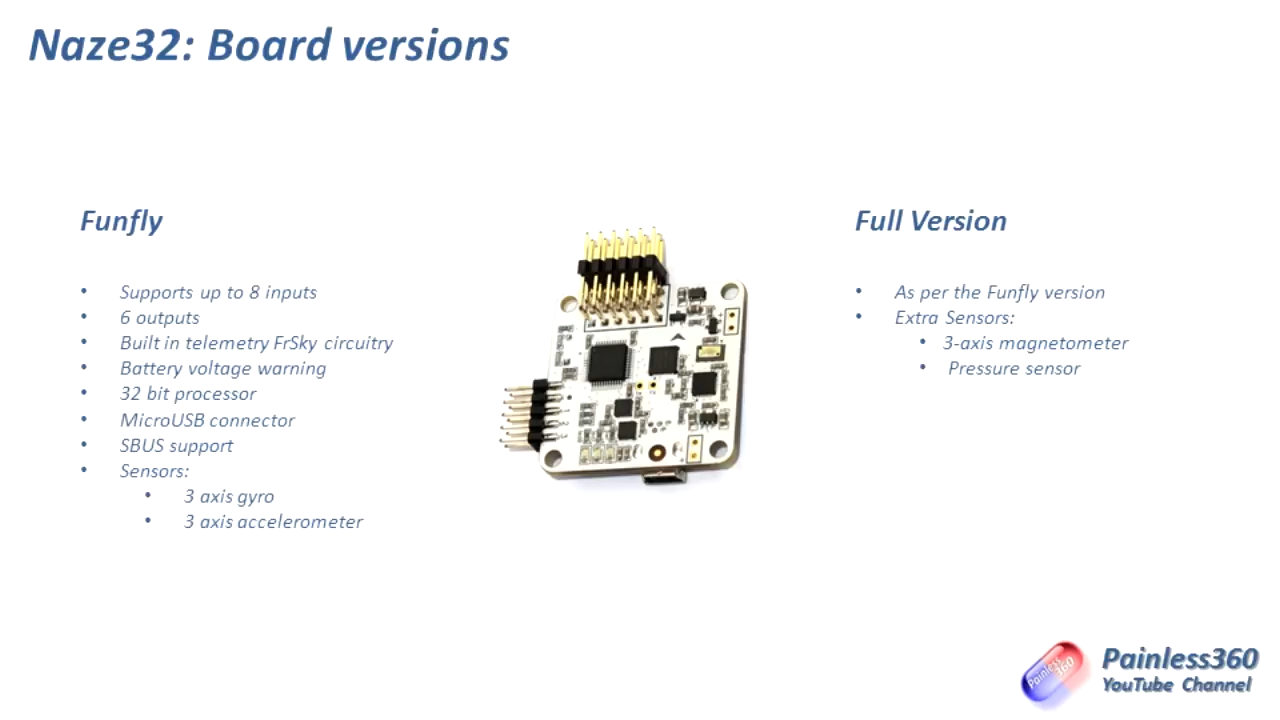 Naze32: Board versions
Funfly
• Supports up to 8 inputs
• 6 outputs
• Built in telemetry FrSky circuitry
• Battery voltage warning
• 32 bit processor
• MicroUSB connector
• SBUS support
• Sensors:
• 3 axis gyro
• 3 axis accelerometer
Full Version
• As per the Funfly version
• Extra Sensors:
• 3-axis magnetometer
• Pressure sensor
Painless 360
Painless360
YouTube Channel